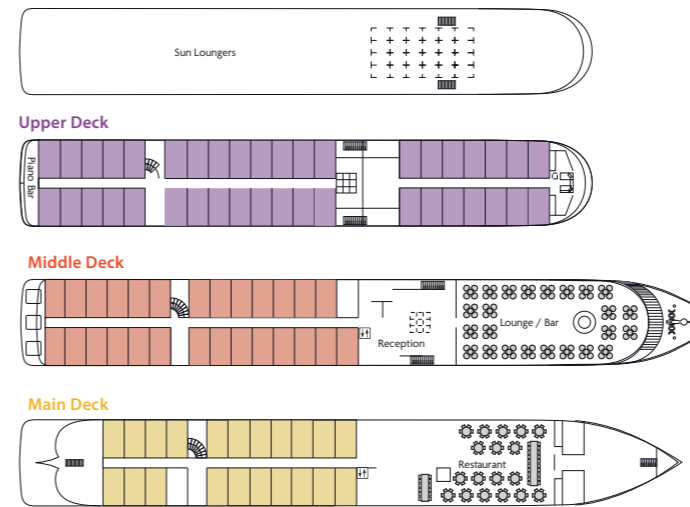 Sun Loungers
Upper Deck
Piano Bar
Middle Deck
Lounge / Bar
Reception
Main Deck
Restaurant